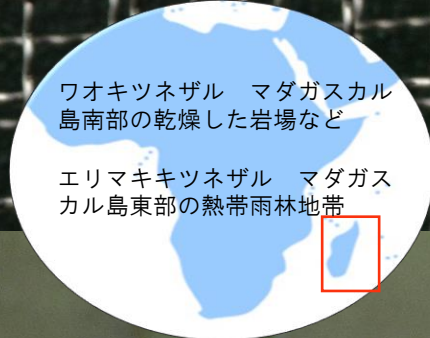 ワオキツネザル　マダガスカル
島南部の乾燥した岩場など
エリマキキツネザル　マダガス
カル島東部の熱帯雨林地帯